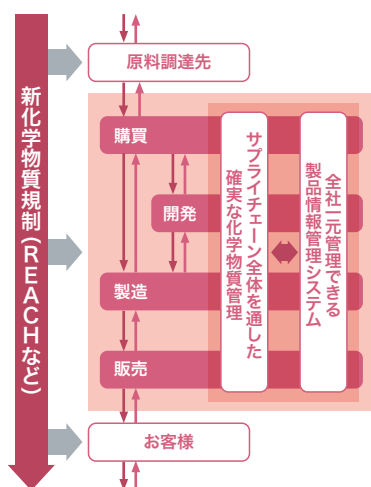 新化学物質規制(REACHなど)
原料調達先
購買
開発
製造
販売
サプライチェーン全体を通した
確実な化学物質管理
全社一元管理できる
製品情報管理システム
お客様